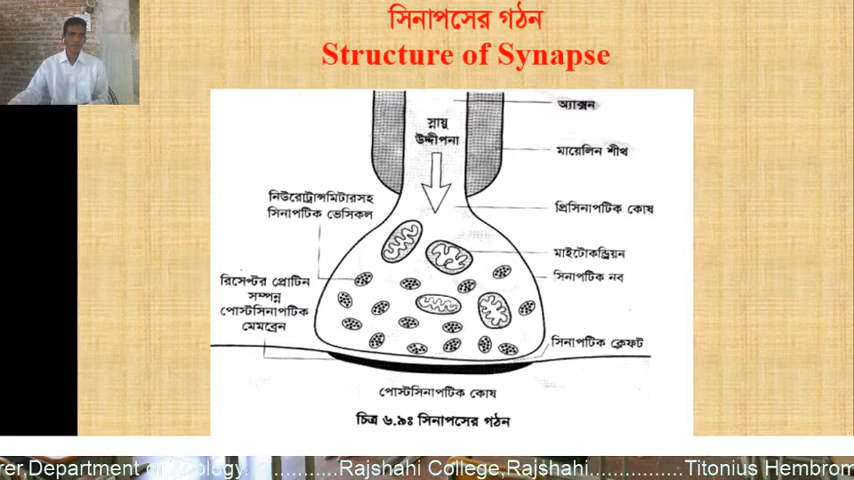 সিনাপসের গঠন
Structure of Synapse
অ্যাক্সন
স্নায়ু
উদ্দীপনা
মায়েলিন শীথ
নিউরোট্রান্সমিটারসহ
সিনাপটিক ভেসিকল
প্রিসিনাপটিক কোষ
মাইটোকন্ড্রিয়ন
সিনাপটিক নব
রিসেপ্টর প্রোটিন
সম্পন্ন
পোস্টসিনাপটিক
মেমব্রেন
সিনাপটিক ক্লেফট
পোস্টসিনাপটিক কোষ
চিত্র ৬.৯ঃ সিনাপসের গঠন
rer,Department of Zoology. ............Rajshahi College,Rajshahi................Titonius Hembrom